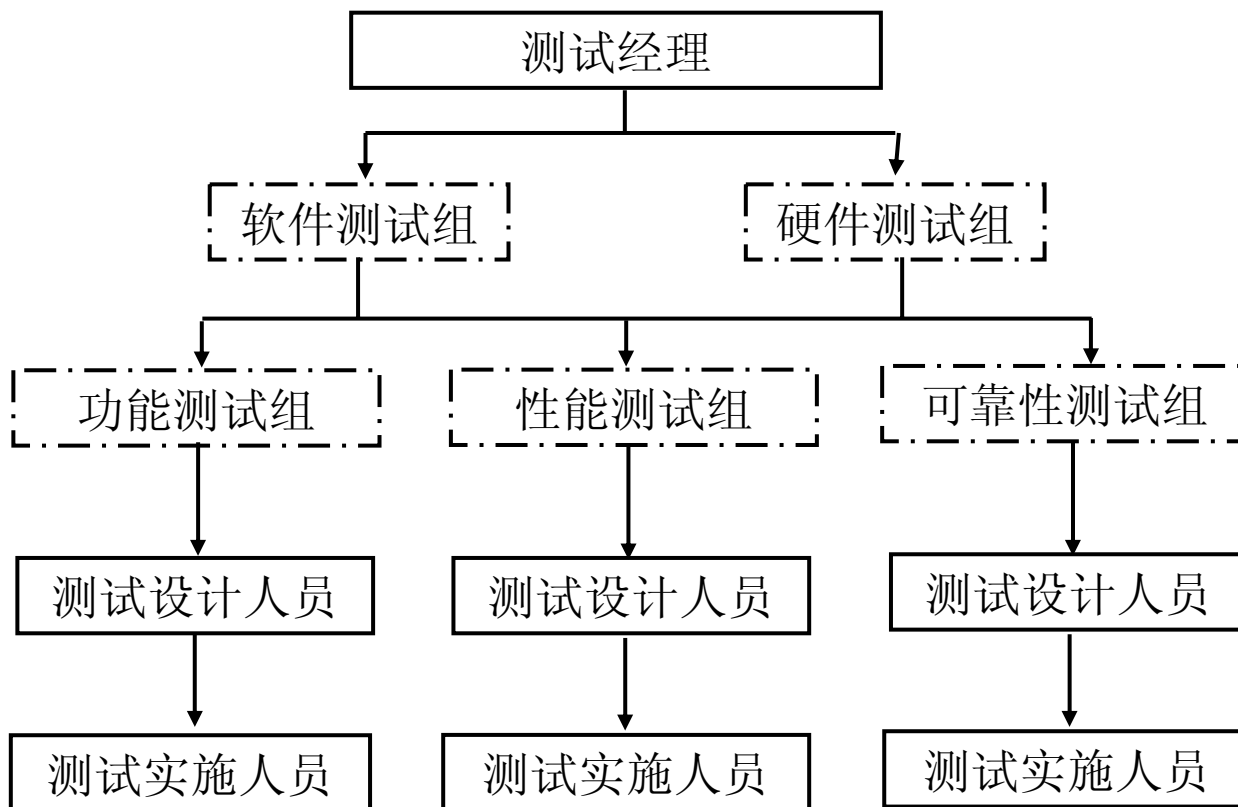 测试经理
软件测试组
硬件测试组
功能测试组
性能测试组
可靠性测试组
测试设计人员
测试设计人员
测试设计人员
测试实施人员
测试实施人员
测试实施人员